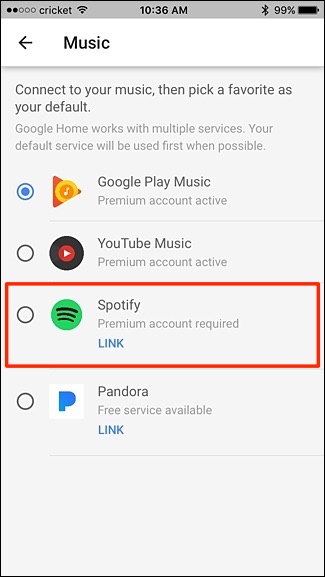 cricket 10:36 AM 99%
Music
Connect to your music, then pick a favorite as
your default.
Google Home works with multiple services. Your
default service will be used first when possible.
Google Play Music
Premium account active
YouTube Music
Premium account active
Spotify
Premium account required
LINK
Pandora
Free service available
LINK